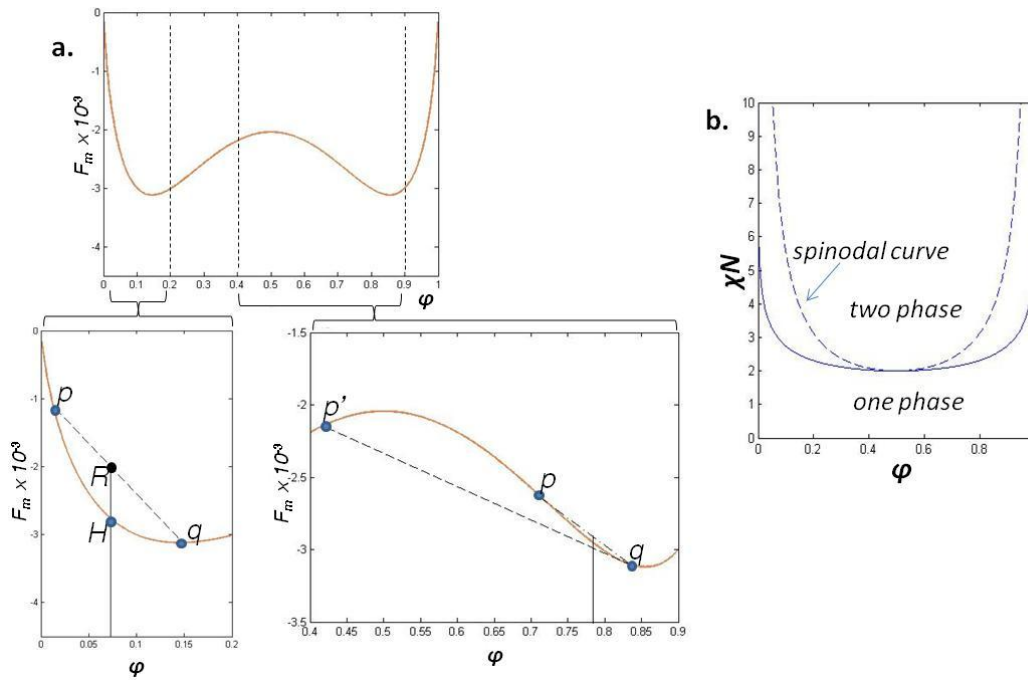 a.
0
-1
-2
-3
-4
F_m × 10^-3
0 0.1 0.2 0.3 0.4 0.5 0.6 0.7 0.8 0.9 1
φ
0
-1
-2
-3
-4
F_m × 10^-3
p
R
H
q
0 0.05 0.1 0.15 0.2
φ
-1.5
-2
-2.5
-3
-3.5
F_m × 10^-3
p'
p
q
0.4 0.45 0.5 0.55 0.6 0.65 0.7 0.75 0.8 0.85 0.9
φ
b.
10
9
8
7
6
5
4
3
2
1
0
χN
spinodal curve
two phase
one phase
0 0.2 0.4 0.6 0.8
φ